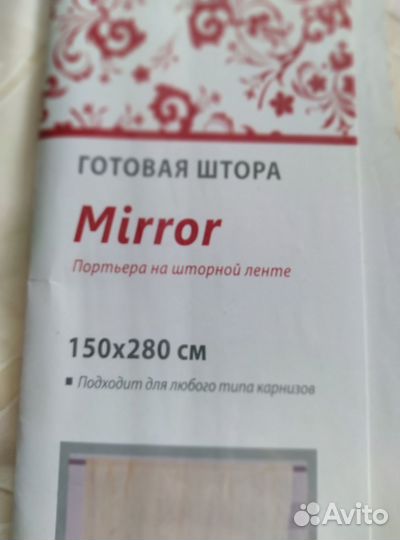 ГОТОВАЯ ШТОРА
Mirror
Портьера на шторной ленте
150x280 см
▪ Подходит для любого типа карнизов
Avito